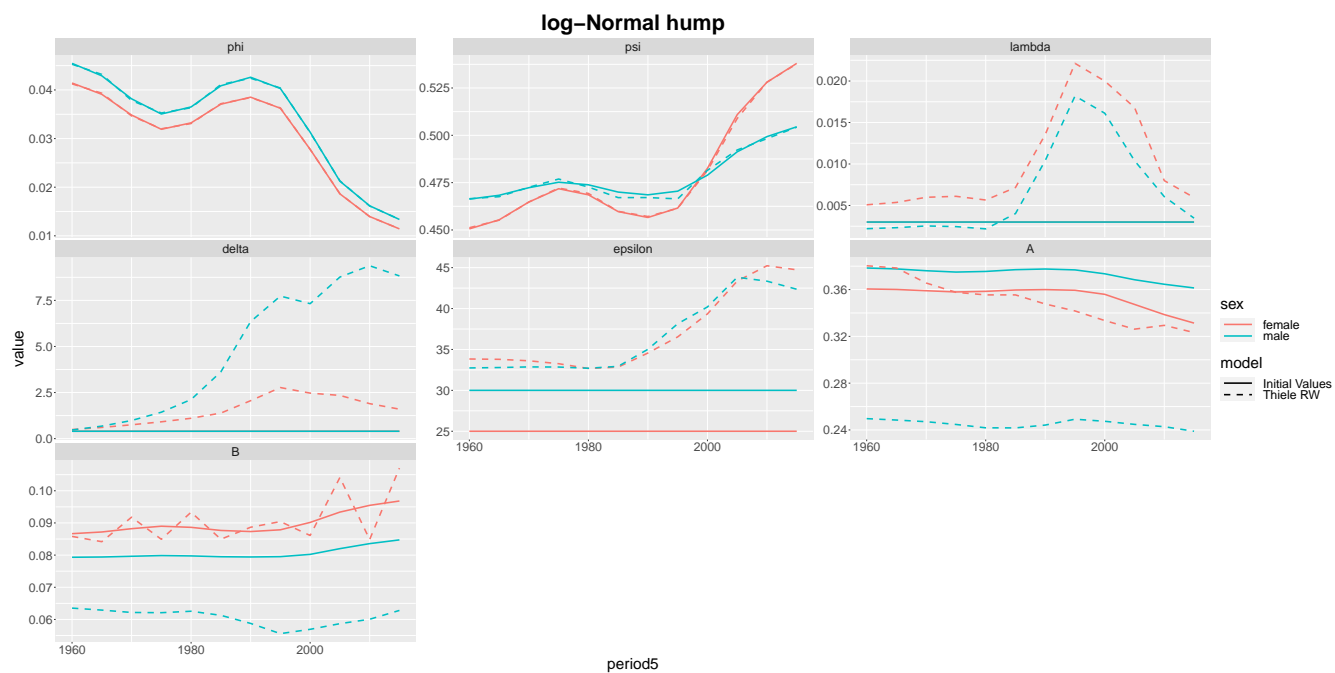 log−Normal hump
phi
psi
lambda
0.04
0.03
0.02
0.01
0.525
0.500
0.475
0.450
0.020
0.015
0.010
0.005
delta
epsilon
A
7.5
5.0
2.5
0.0
45
40
35
30
25
0.36
0.32
0.28
0.24
1980
2000
1960
1980
2000
B
0.10
0.09
0.08
0.07
0.06
1960
1980
2000
value
period5
sex
female
male
model
Initial Values
Thiele RW